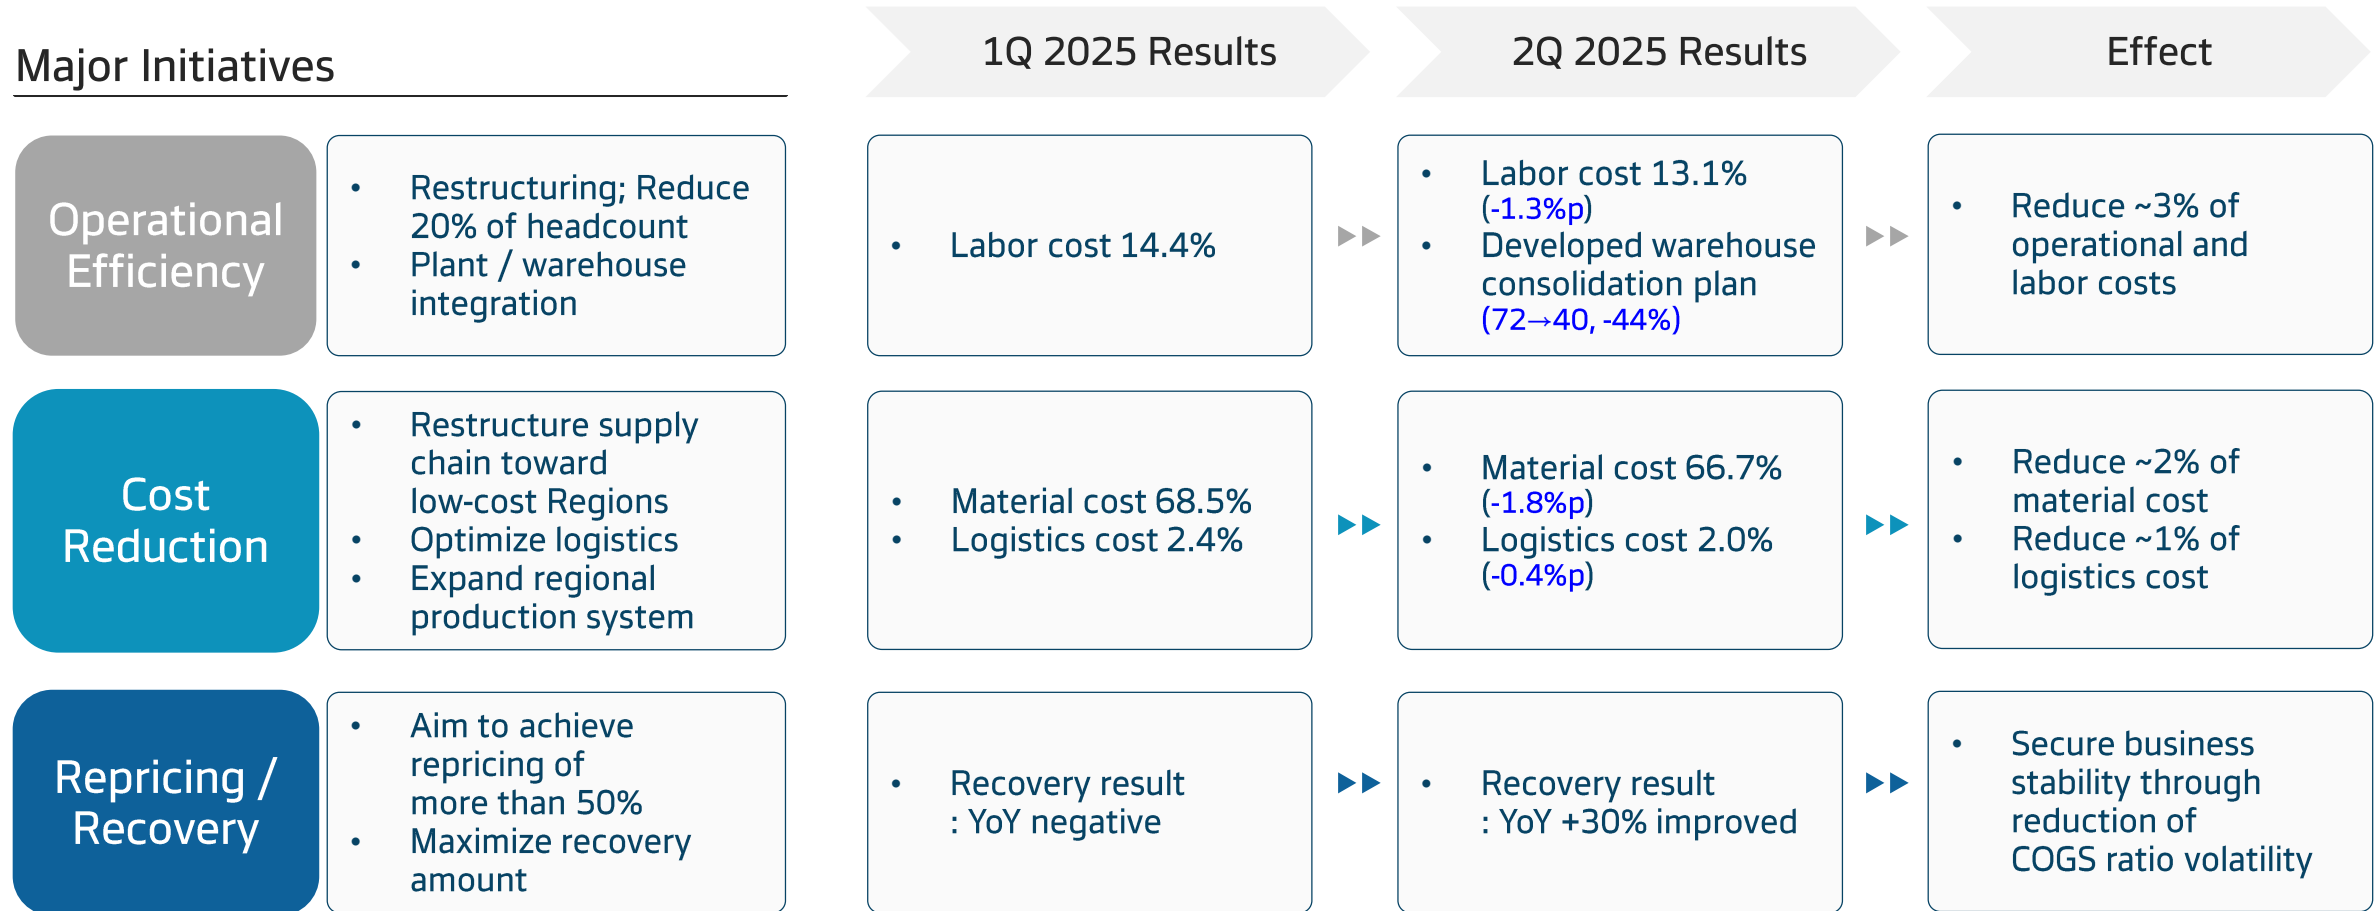 Major Initiatives
1Q 2025 Results
2Q 2025 Results
Effect
Operational
Efficiency
• Restructuring; Reduce
20% of headcount
• Plant / warehouse
integration
• Labor cost 14.4%
• Labor cost 13.1%
(-1.3%p)
• Developed warehouse
consolidation plan
(72→40, -44%)
• Reduce ~3% of
operational and
labor costs
Cost
Reduction
• Restructure supply
chain toward
low-cost Regions
• Optimize logistics
• Expand regional
production system
• Material cost 68.5%
• Logistics cost 2.4%
• Material cost 66.7%
(-1.8%p)
• Logistics cost 2.0%
(-0.4%p)
• Reduce ~2% of
material cost
• Reduce ~1% of
logistics cost
Repricing /
Recovery
• Aim to achieve
repricing of
more than 50%
• Maximize recovery
amount
• Recovery result
: YoY negative
• Recovery result
: YoY +30% improved
• Secure business
stability through
reduction of
COGS ratio volatility